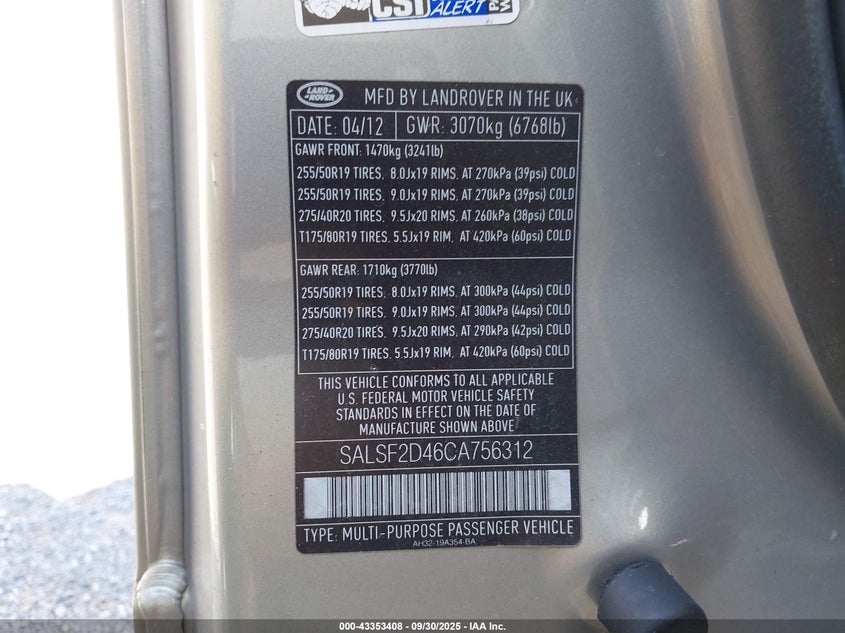 CSI ALERT
LAND ROVER
MFD BY LANDROVER IN THE UK
DATE: 04/12 GWR: 3070kg (6768lb)
GAWR FRONT: 1470kg (3241lb)
255/50R19 TIRES, 8.0Jx19 RIMS, AT 270kPa (39psi) COLD
255/50R19 TIRES, 9.0Jx19 RIMS, AT 270kPa (39psi) COLD
275/40R20 TIRES, 9.5Jx20 RIMS, AT 260kPa (38psi) COLD
T175/80R19 TIRES, 5.5Jx19 RIM, AT 420kPa (60psi) COLD
GAWR REAR: 1710kg (3770lb)
255/50R19 TIRES, 8.0Jx19 RIMS, AT 300kPa (44psi) COLD
255/50R19 TIRES, 9.0Jx19 RIMS, AT 300kPa (44psi) COLD
275/40R20 TIRES, 9.5Jx20 RIMS, AT 290kPa (42psi) COLD
T175/80R19 TIRES, 5.5Jx19 RIM, AT 420kPa (60psi) COLD
THIS VEHICLE CONFORMS TO ALL APPLICABLE
U.S. FEDERAL MOTOR VEHICLE SAFETY
STANDARDS IN EFFECT ON THE DATE OF
MANUFACTURE SHOWN ABOVE
SALSF2D46CA756312
TYPE: MULTI-PURPOSE PASSENGER VEHICLE
AH32-19A354-BA
000-43353408 - 09/30/2025 - IAA Inc.